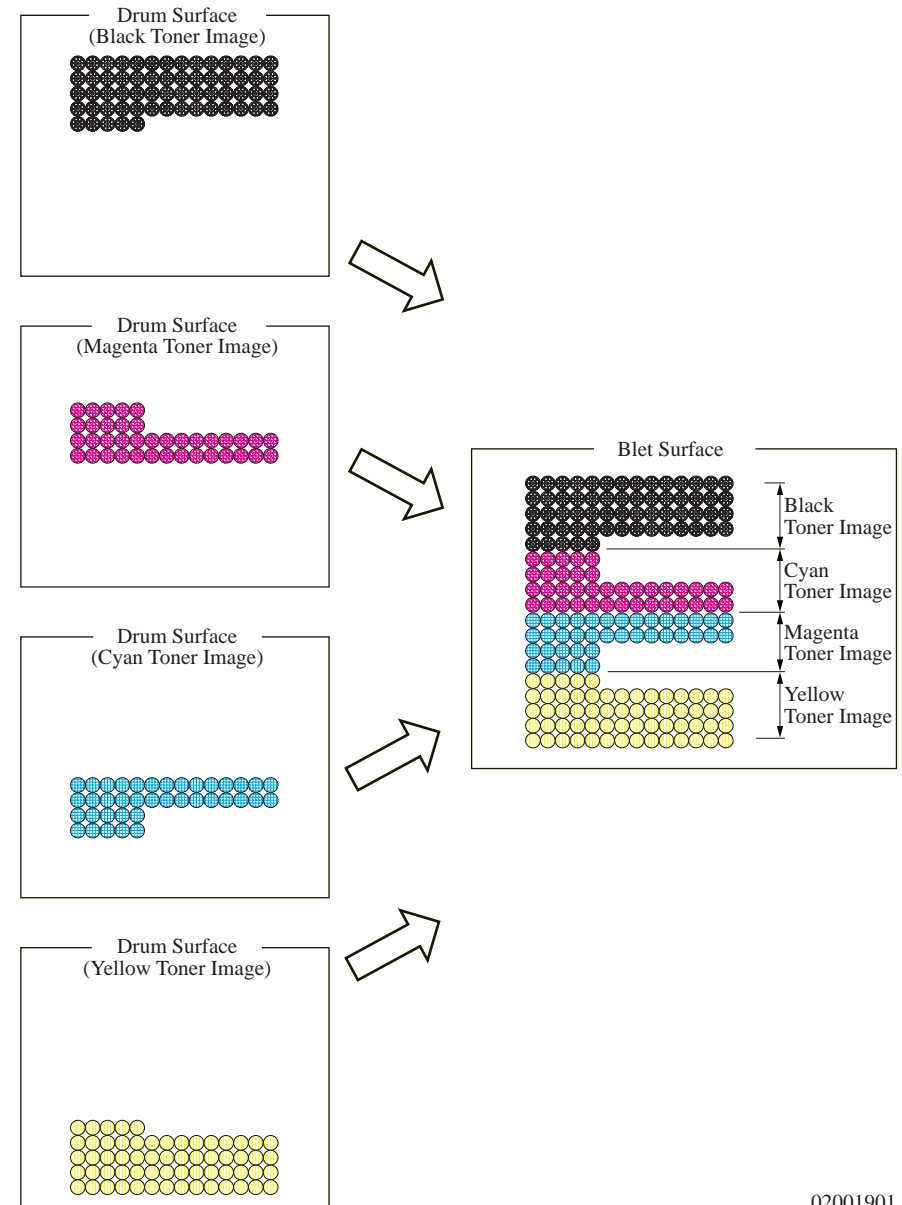 Drum Surface
(Black Toner Image)
Drum Surface
(Magenta Toner Image)
Drum Surface
(Cyan Toner Image)
Drum Surface
(Yellow Toner Image)
Blet Surface
Black
Toner Image
Cyan
Toner Image
Magenta
Toner Image
Yellow
Toner Image
02001901